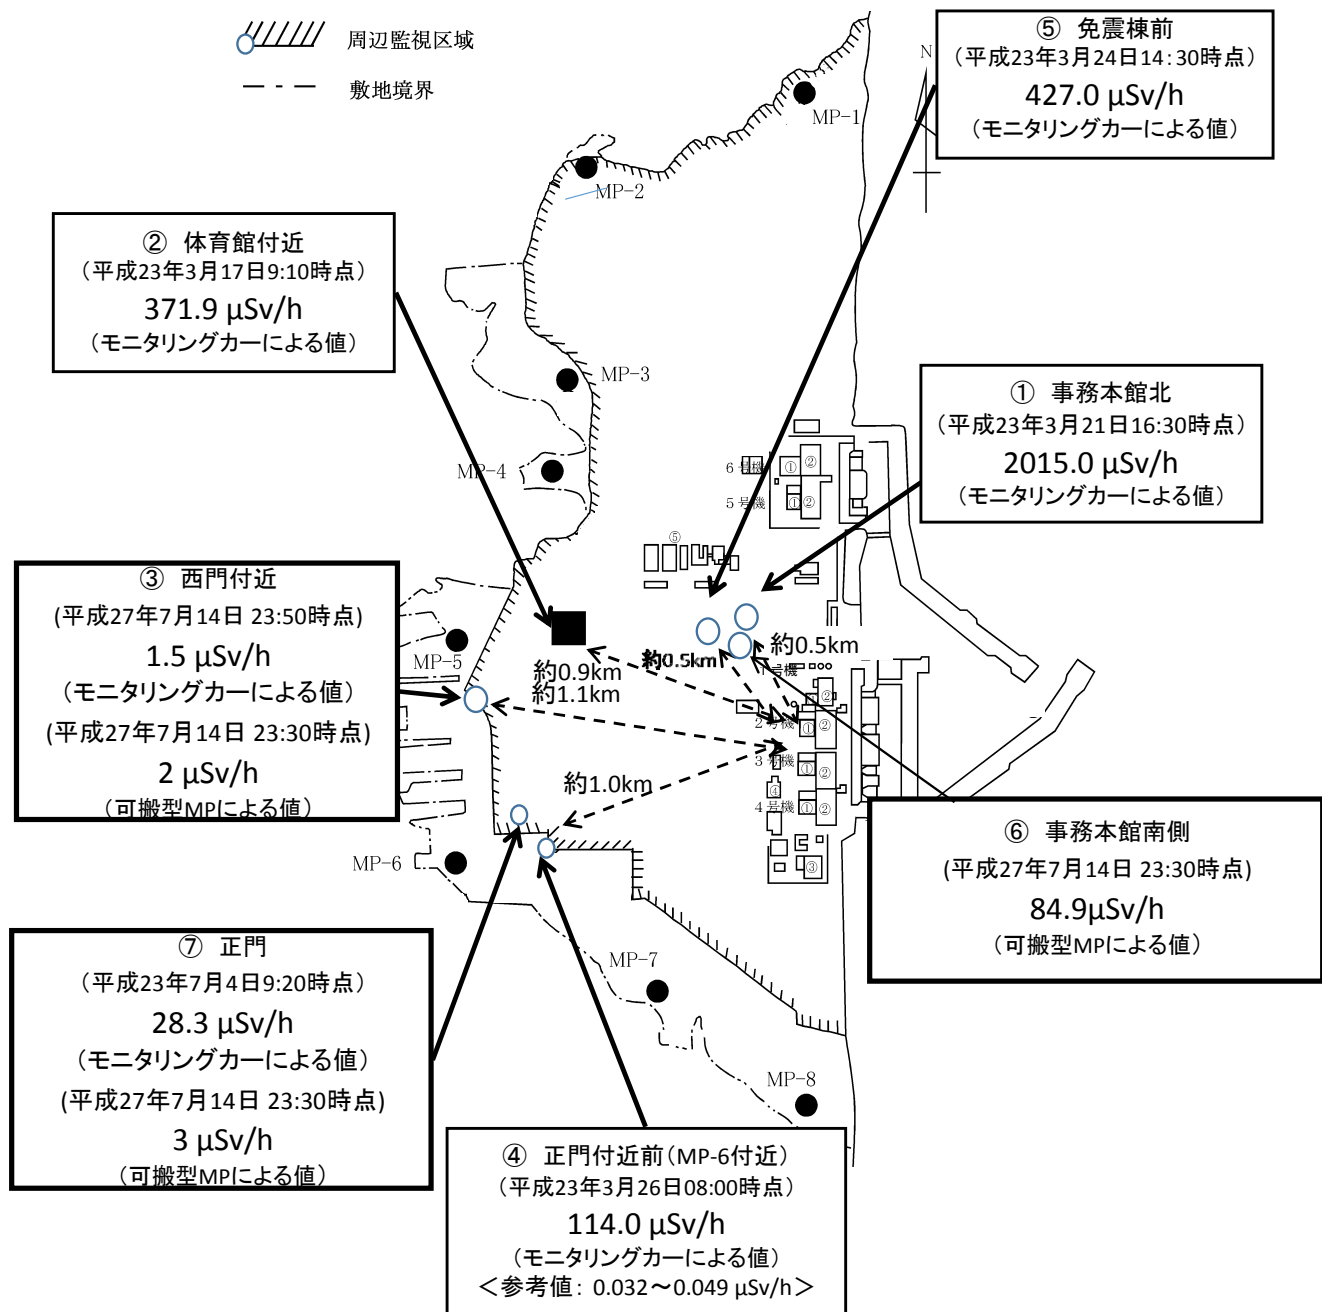 周辺監視区域
敷地境界
⑤ 免震棟前
（平成23年3月24日14:30時点）
427.0 μSv/h
（モニタリングカーによる値）
N
MP-1
MP-2
② 体育館付近
（平成23年3月17日9:10時点）
371.9 μSv/h
（モニタリングカーによる値）
MP-3
① 事務本館北
（平成23年3月21日16:30時点）
2015.0 μSv/h
（モニタリングカーによる値）
MP-4
6号機
①
②
5号機
①
②
⑤
③ 西門付近
(平成27年7月14日 23:50時点)
1.5 μSv/h
（モニタリングカーによる値）
(平成27年7月14日 23:30時点)
2 μSv/h
（可搬型MPによる値）
MP-5
約0.9km
約1.1km
約0.5km
約0.5km
1号機
②
2号機
①
②
3号機
①
②
④
4号機
①
②
③
約1.0km
MP-6
⑥ 事務本館南側
(平成27年7月14日 23:30時点)
84.9μSv/h
（可搬型MPによる値）
⑦ 正門
（平成23年7月4日9:20時点）
28.3 μSv/h
（モニタリングカーによる値）
(平成27年7月14日 23:30時点)
3 μSv/h
（可搬型MPによる値）
MP-7
MP-8
④ 正門付近前（MP-6付近）
（平成23年3月26日08:00時点）
114.0 μSv/h
（モニタリングカーによる値）
＜参考値: 0.032～0.049 μSv/h＞